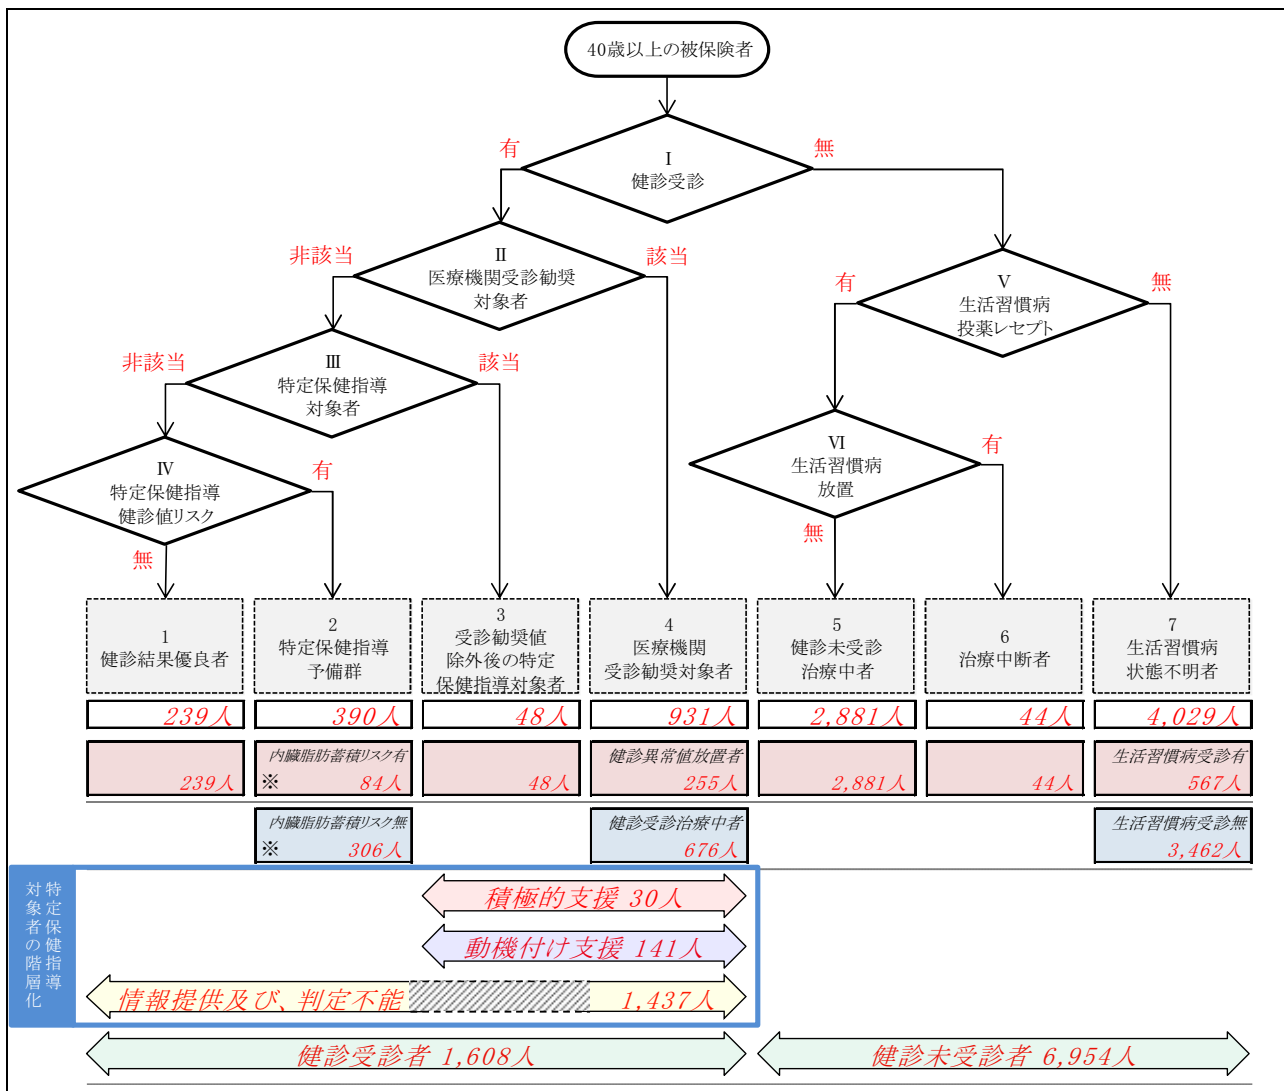 40歳以上の被保険者
有
Ⅰ
健診受診
無
非該当
Ⅱ
医療機関受診勧奨
対象者
該当
有
Ⅴ
生活習慣病
投薬レセプト
無
非該当
Ⅲ
特定保健指導
対象者
該当
Ⅳ
特定保健指導
健診値リスク
有
無
Ⅵ
生活習慣病
放置
有
無
1
健診結果優良者
2
特定保健指導
予備群
3
受診勧奨値
除外後の特定
保健指導対象者
4
医療機関
受診勧奨対象者
5
健診未受診
治療中者
6
治療中断者
7
生活習慣病
状態不明者
239人
390人
48人
931人
2,881人
44人
4,029人
239人
内臓脂肪蓄積リスク有
※ 84人
48人
健診異常値放置者
255人
2,881人
44人
生活習慣病受診有
567人
内臓脂肪蓄積リスク無
※ 306人
健診受診治療中者
676人
生活習慣病受診無
3,462人
特定保健指導
対象者の階層化
積極的支援 30人
動機付け支援 141人
情報提供及び、判定不能 1,437人
健診受診者 1,608人
健診未受診者 6,954人